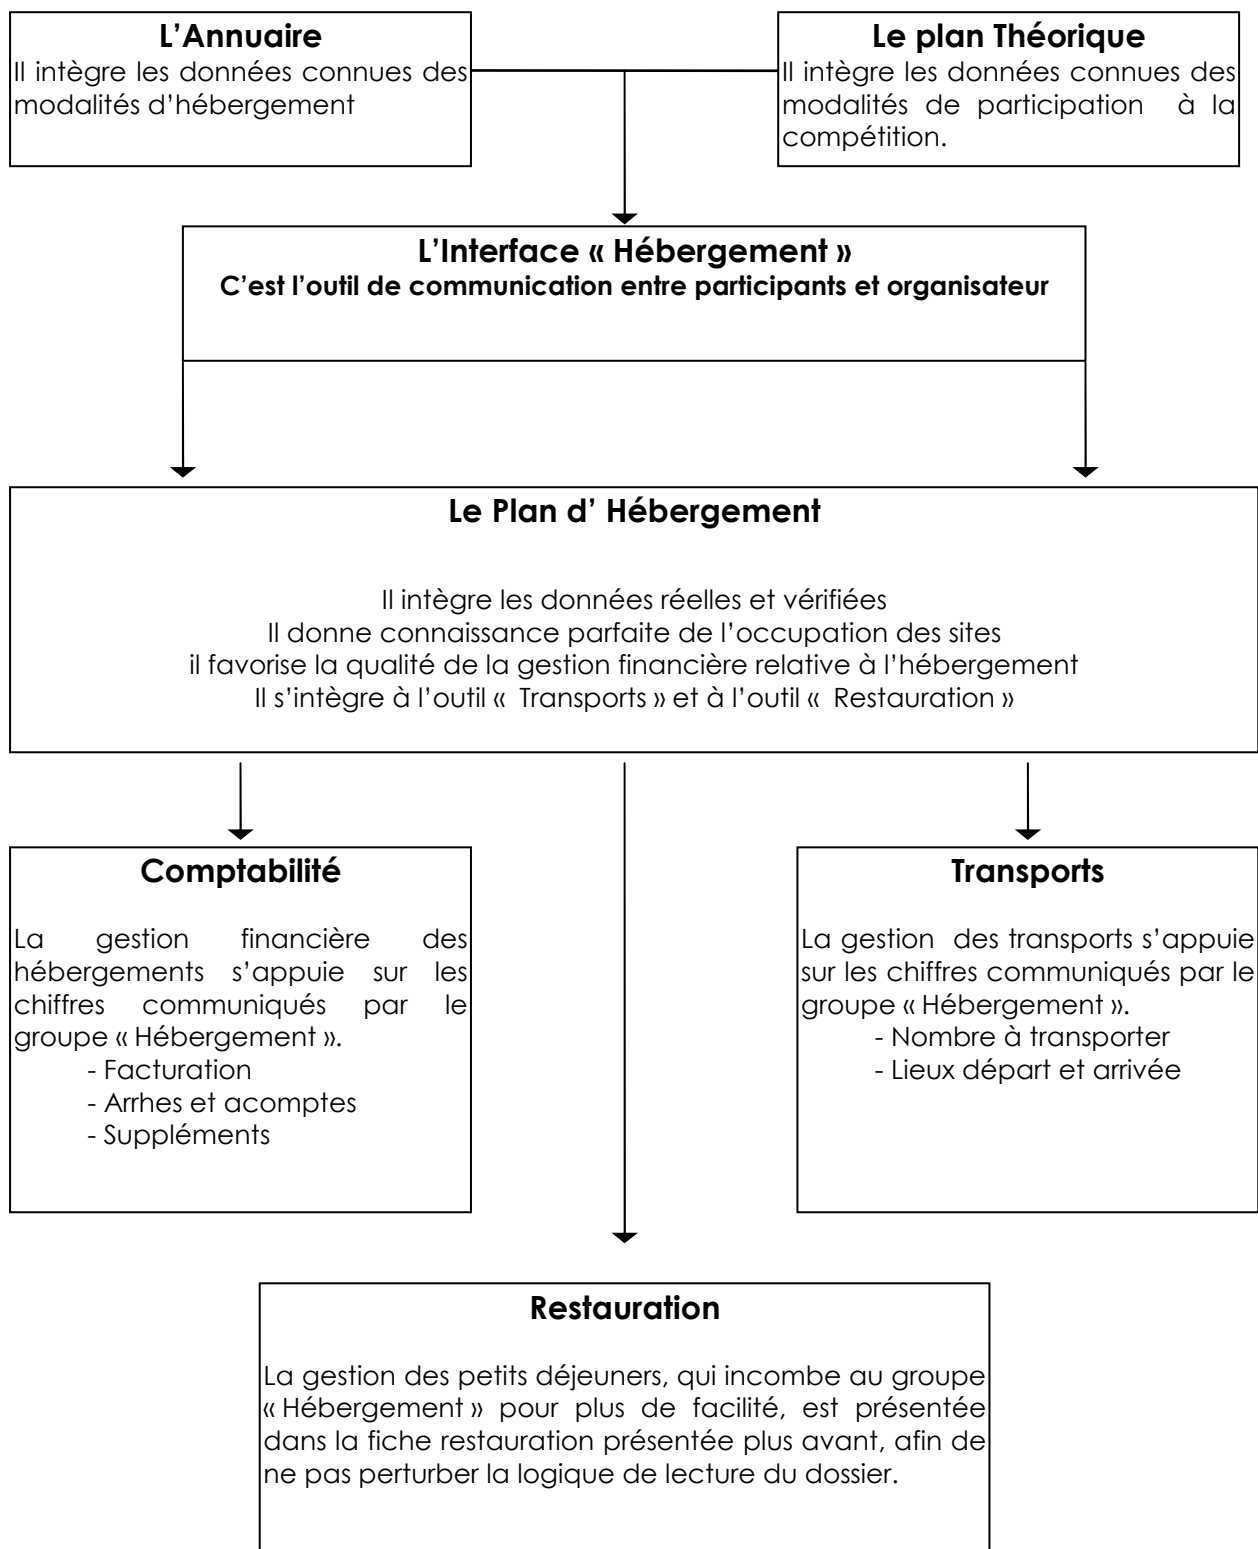 L’Annuaire
Il intègre les données connues des
modalités d’hébergement
Le plan Théorique
Il intègre les données connues des
modalités de participation à la
compétition.
L’Interface « Hébergement »
C’est l’outil de communication entre participants et organisateur
Le Plan d’ Hébergement
Il intègre les données réelles et vérifiées
Il donne connaissance parfaite de l’occupation des sites
il favorise la qualité de la gestion financière relative à l’hébergement
Il s’intègre à l’outil « Transports » et à l’outil « Restauration »
Comptabilité
La gestion financière des
hébergements s’appuie sur les
chiffres communiqués par le
groupe « Hébergement ».
- Facturation
- Arrhes et acomptes
- Suppléments
Transports
La gestion des transports s’appuie
sur les chiffres communiqués par le
groupe « Hébergement ».
- Nombre à transporter
- Lieux départ et arrivée
Restauration
La gestion des petits déjeuners, qui incombe au groupe
« Hébergement » pour plus de facilité, est présentée
dans la fiche restauration présentée plus avant, afin de
ne pas perturber la logique de lecture du dossier.